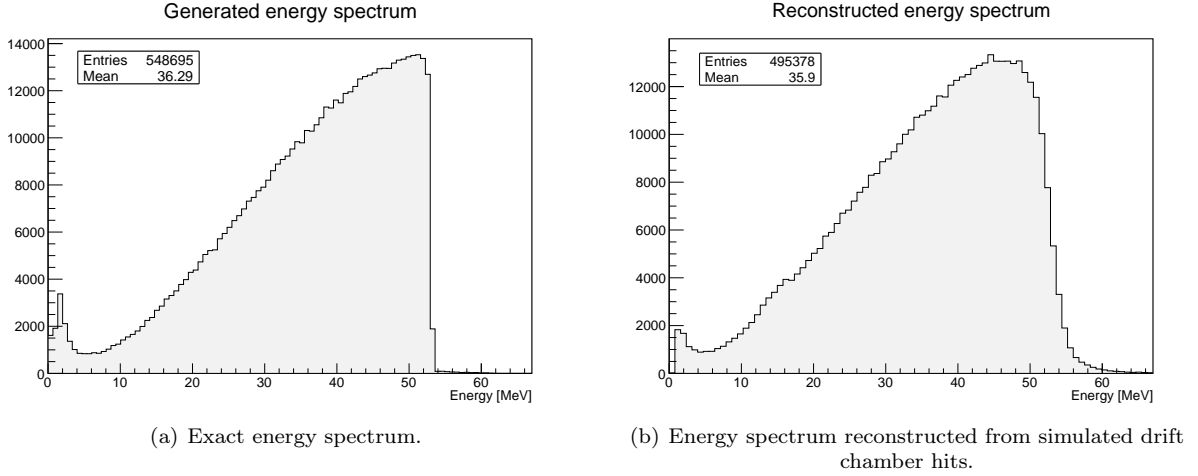 Generated energy spectrum
14000
12000
10000
8000
6000
4000
2000
0
Entries 548695
Mean 36.29
0 10 20 30 40 50 60
Energy [MeV]
(a) Exact energy spectrum.
Reconstructed energy spectrum
12000
10000
8000
6000
4000
2000
0
Entries 495378
Mean 35.9
0 10 20 30 40 50 60
Energy [MeV]
(b) Energy spectrum reconstructed from simulated drift
chamber hits.